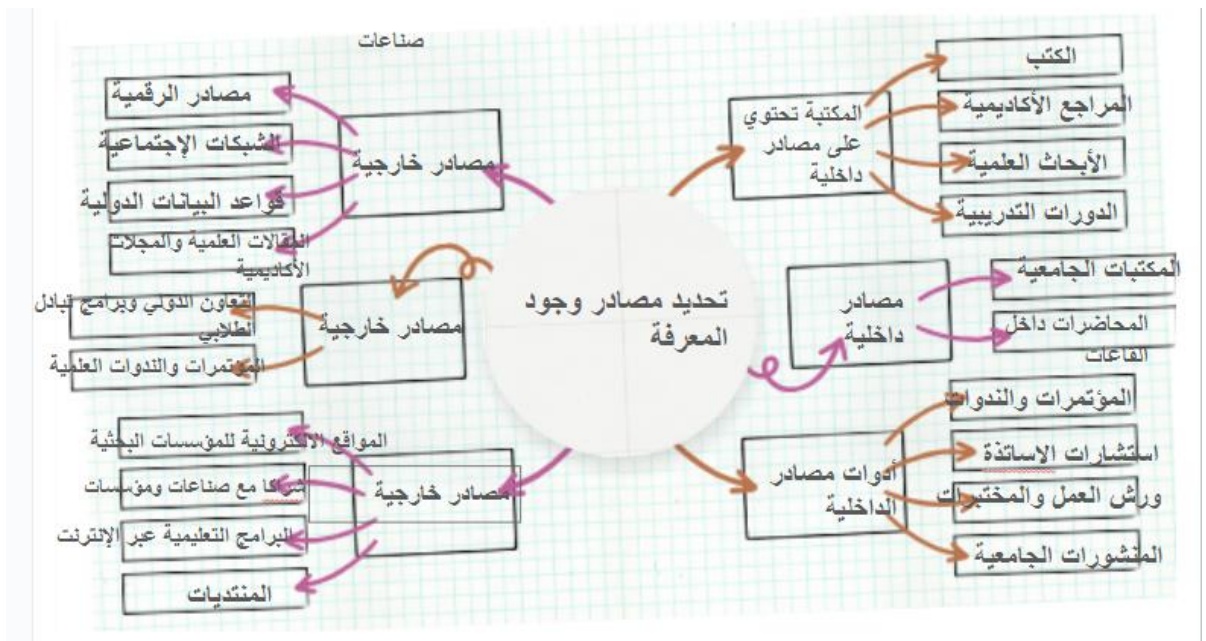 صناعات
الكتب
المراجع الأكاديمية
الأبحاث العلمية
الدورات التدريبية
المكتبة تحتوي
على مصادر
داخلية
المكتبات الجامعية
المحاضرات داخل
القاعات
مصادر
داخلية
المؤتمرات والندوات
استشارات الاساتذة
ورش العمل والمختبرات
المنشورات الجامعية
أدوات مصادر
الداخلية
تحديد مصادر وجود
المعرفة
مصادر خارجية
مصادر الرقمية
الشبكات الإجتماعية
قواعد البيانات الدولية
المقالات العلمية والمجلات
الأكاديمية
مصادر خارجية
التعاون الدولي وبرامج تبادل
الطلابي
المؤتمرات والندوات العلمية
مصادر خارجية
المواقع الالكترونية للمؤسسات البحثية
شراكا مع صناعات ومؤسسات
البرامج التعليمية عبر الإنترنت
المنتديات